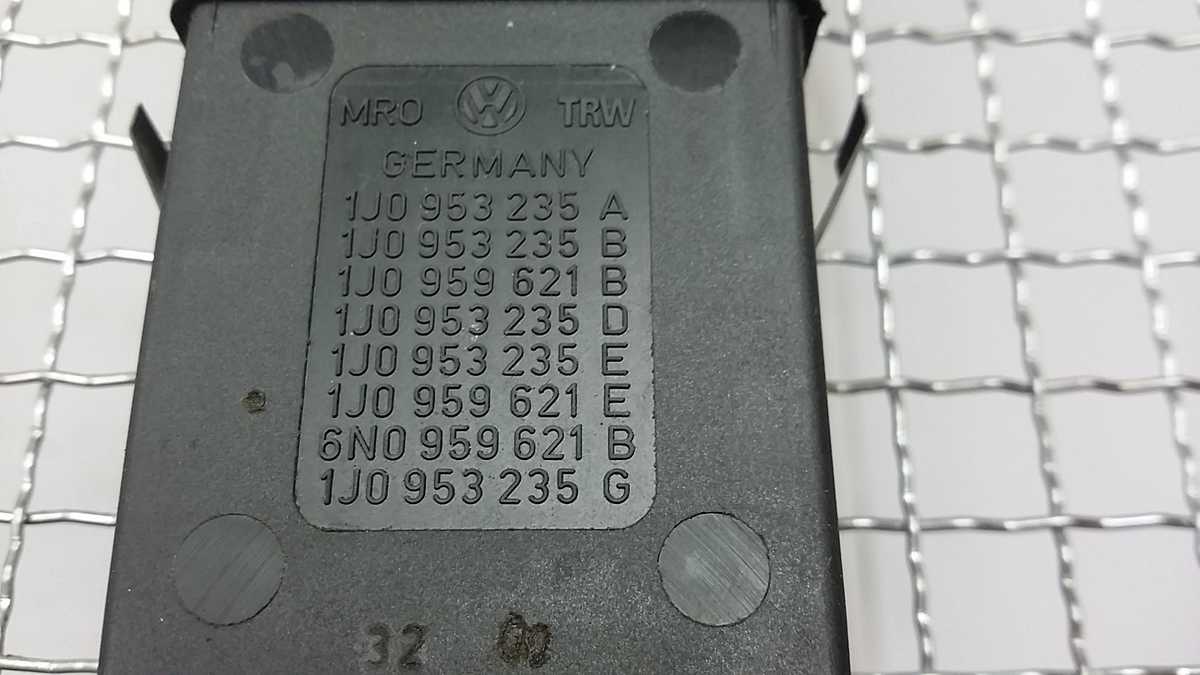 MRO VW TRW
GERMANY
1J0 953 235 A
1J0 953 235 B
1J0 959 621 B
1J0 953 235 D
1J0 953 235 E
1J0 959 621 E
6N0 959 621 B
1J0 953 235 G
32